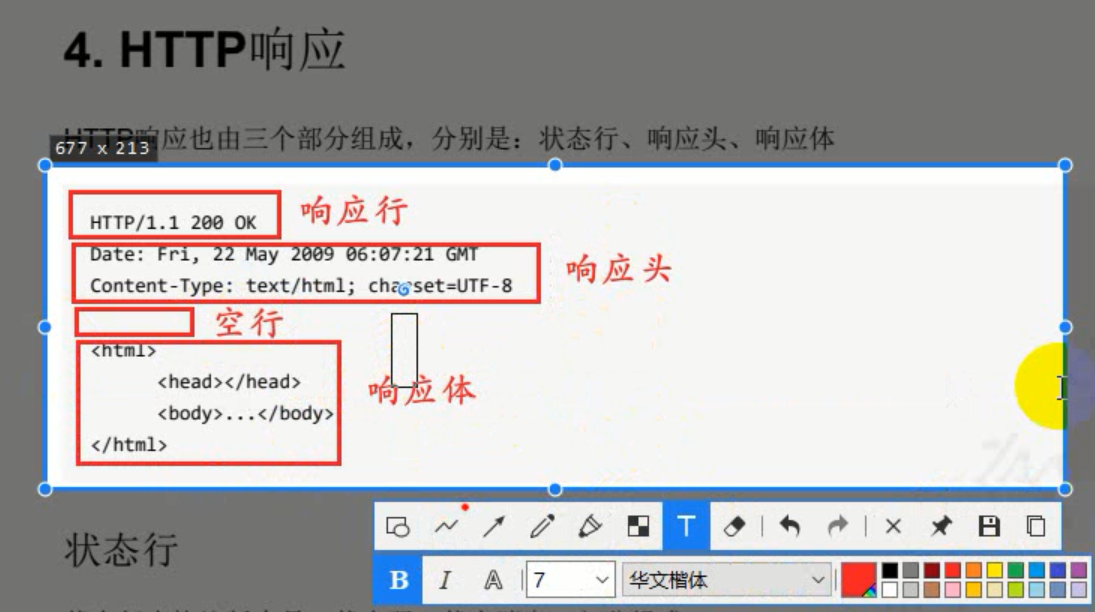 4. HTTP响应
HTTP响应也由三个部分组成，分别是：状态行、响应头、响应体
677 x 213
HTTP/1.1 200 OK 响应行
Date: Fri, 22 May 2009 06:07:21 GMT
Content-Type: text/html; charset=UTF-8 响应头
空行
<html>
<head></head>
响应体
<body>...</body>
</html>
状态行
T
B I A 7 华文楷体